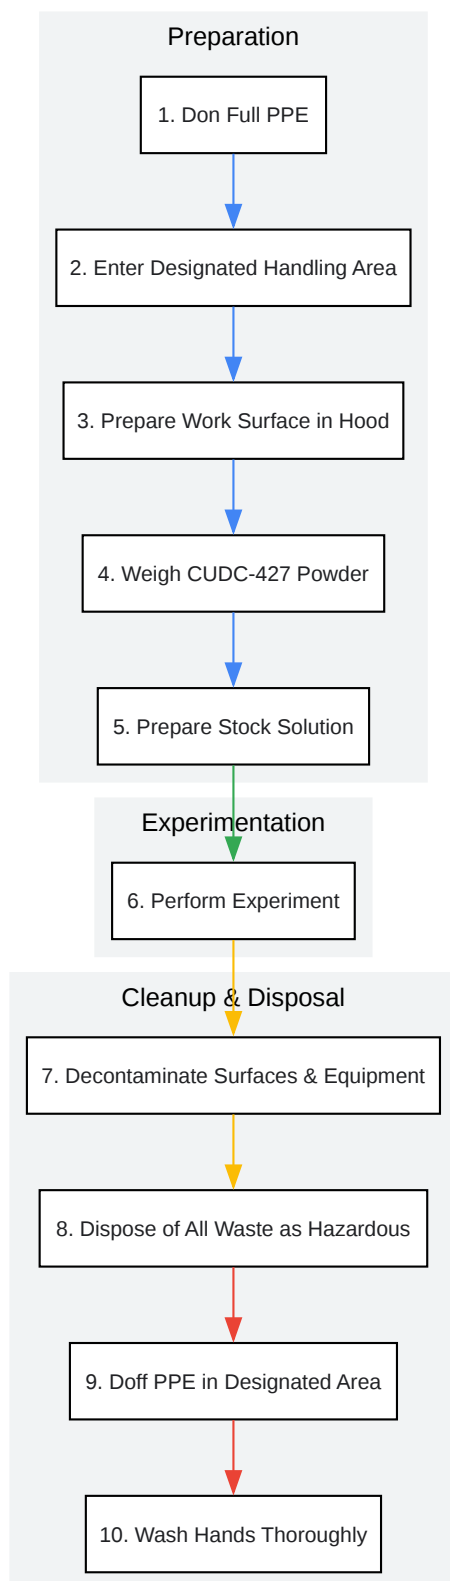 Preparation
1. Don Full PPE
2. Enter Designated Handling Area
3. Prepare Work Surface in Hood
4. Weigh CUDC-427 Powder
5. Prepare Stock Solution
Experimentation
6. Perform Experiment
Cleanup & Disposal
7. Decontaminate Surfaces & Equipment
8. Dispose of All Waste as Hazardous
9. Doff PPE in Designated Area
10. Wash Hands Thoroughly